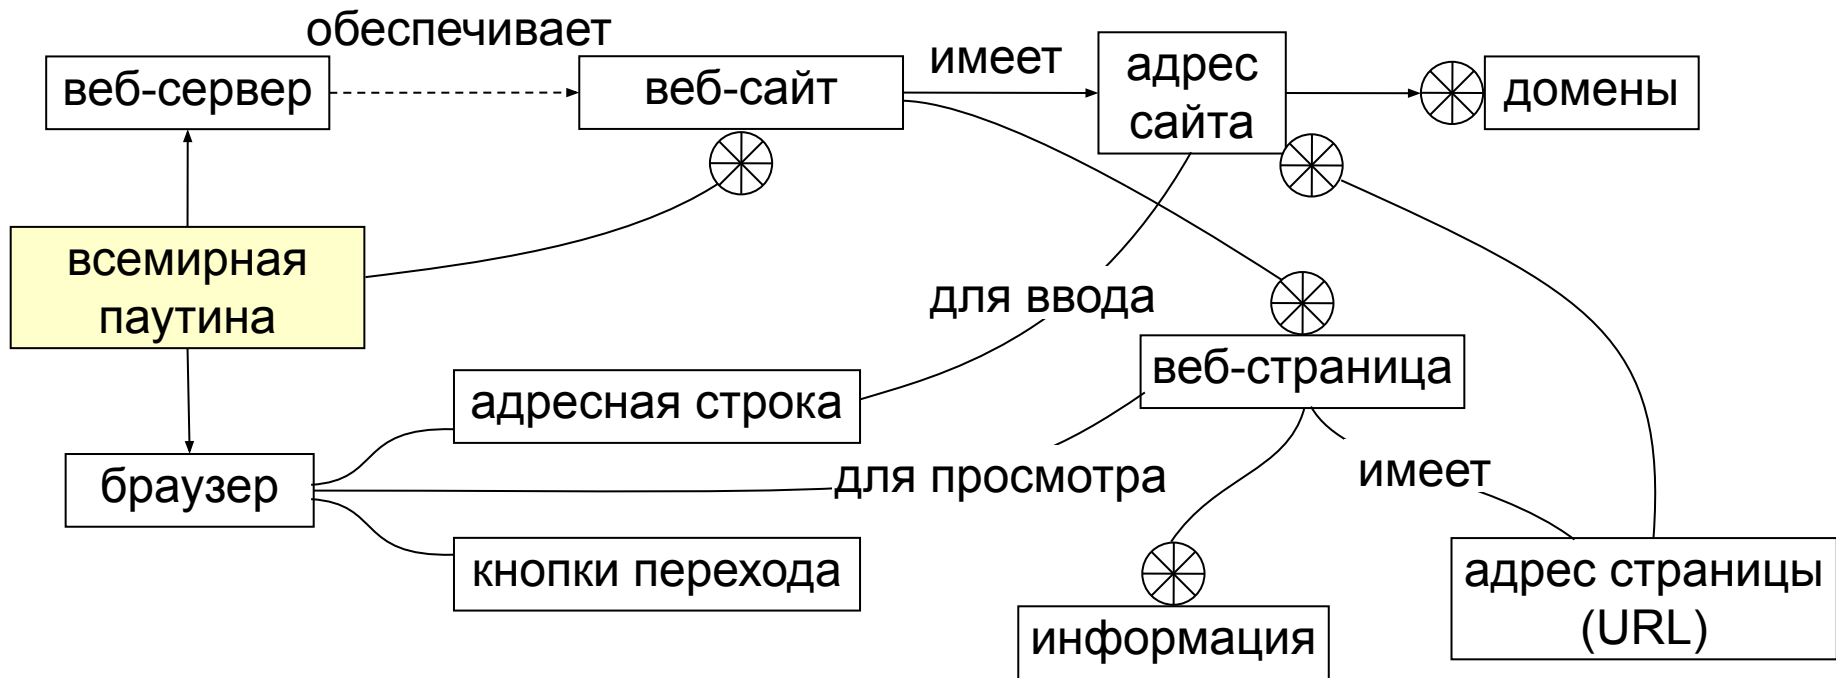 обеспечивает
веб-сервер
веб-сайт
имеет
адрес
сайта
домены
всемирная
паутина
для ввода
веб-страница
адресная строка
браузер
для просмотра
имеет
кнопки перехода
информация
адрес страницы
(URL)